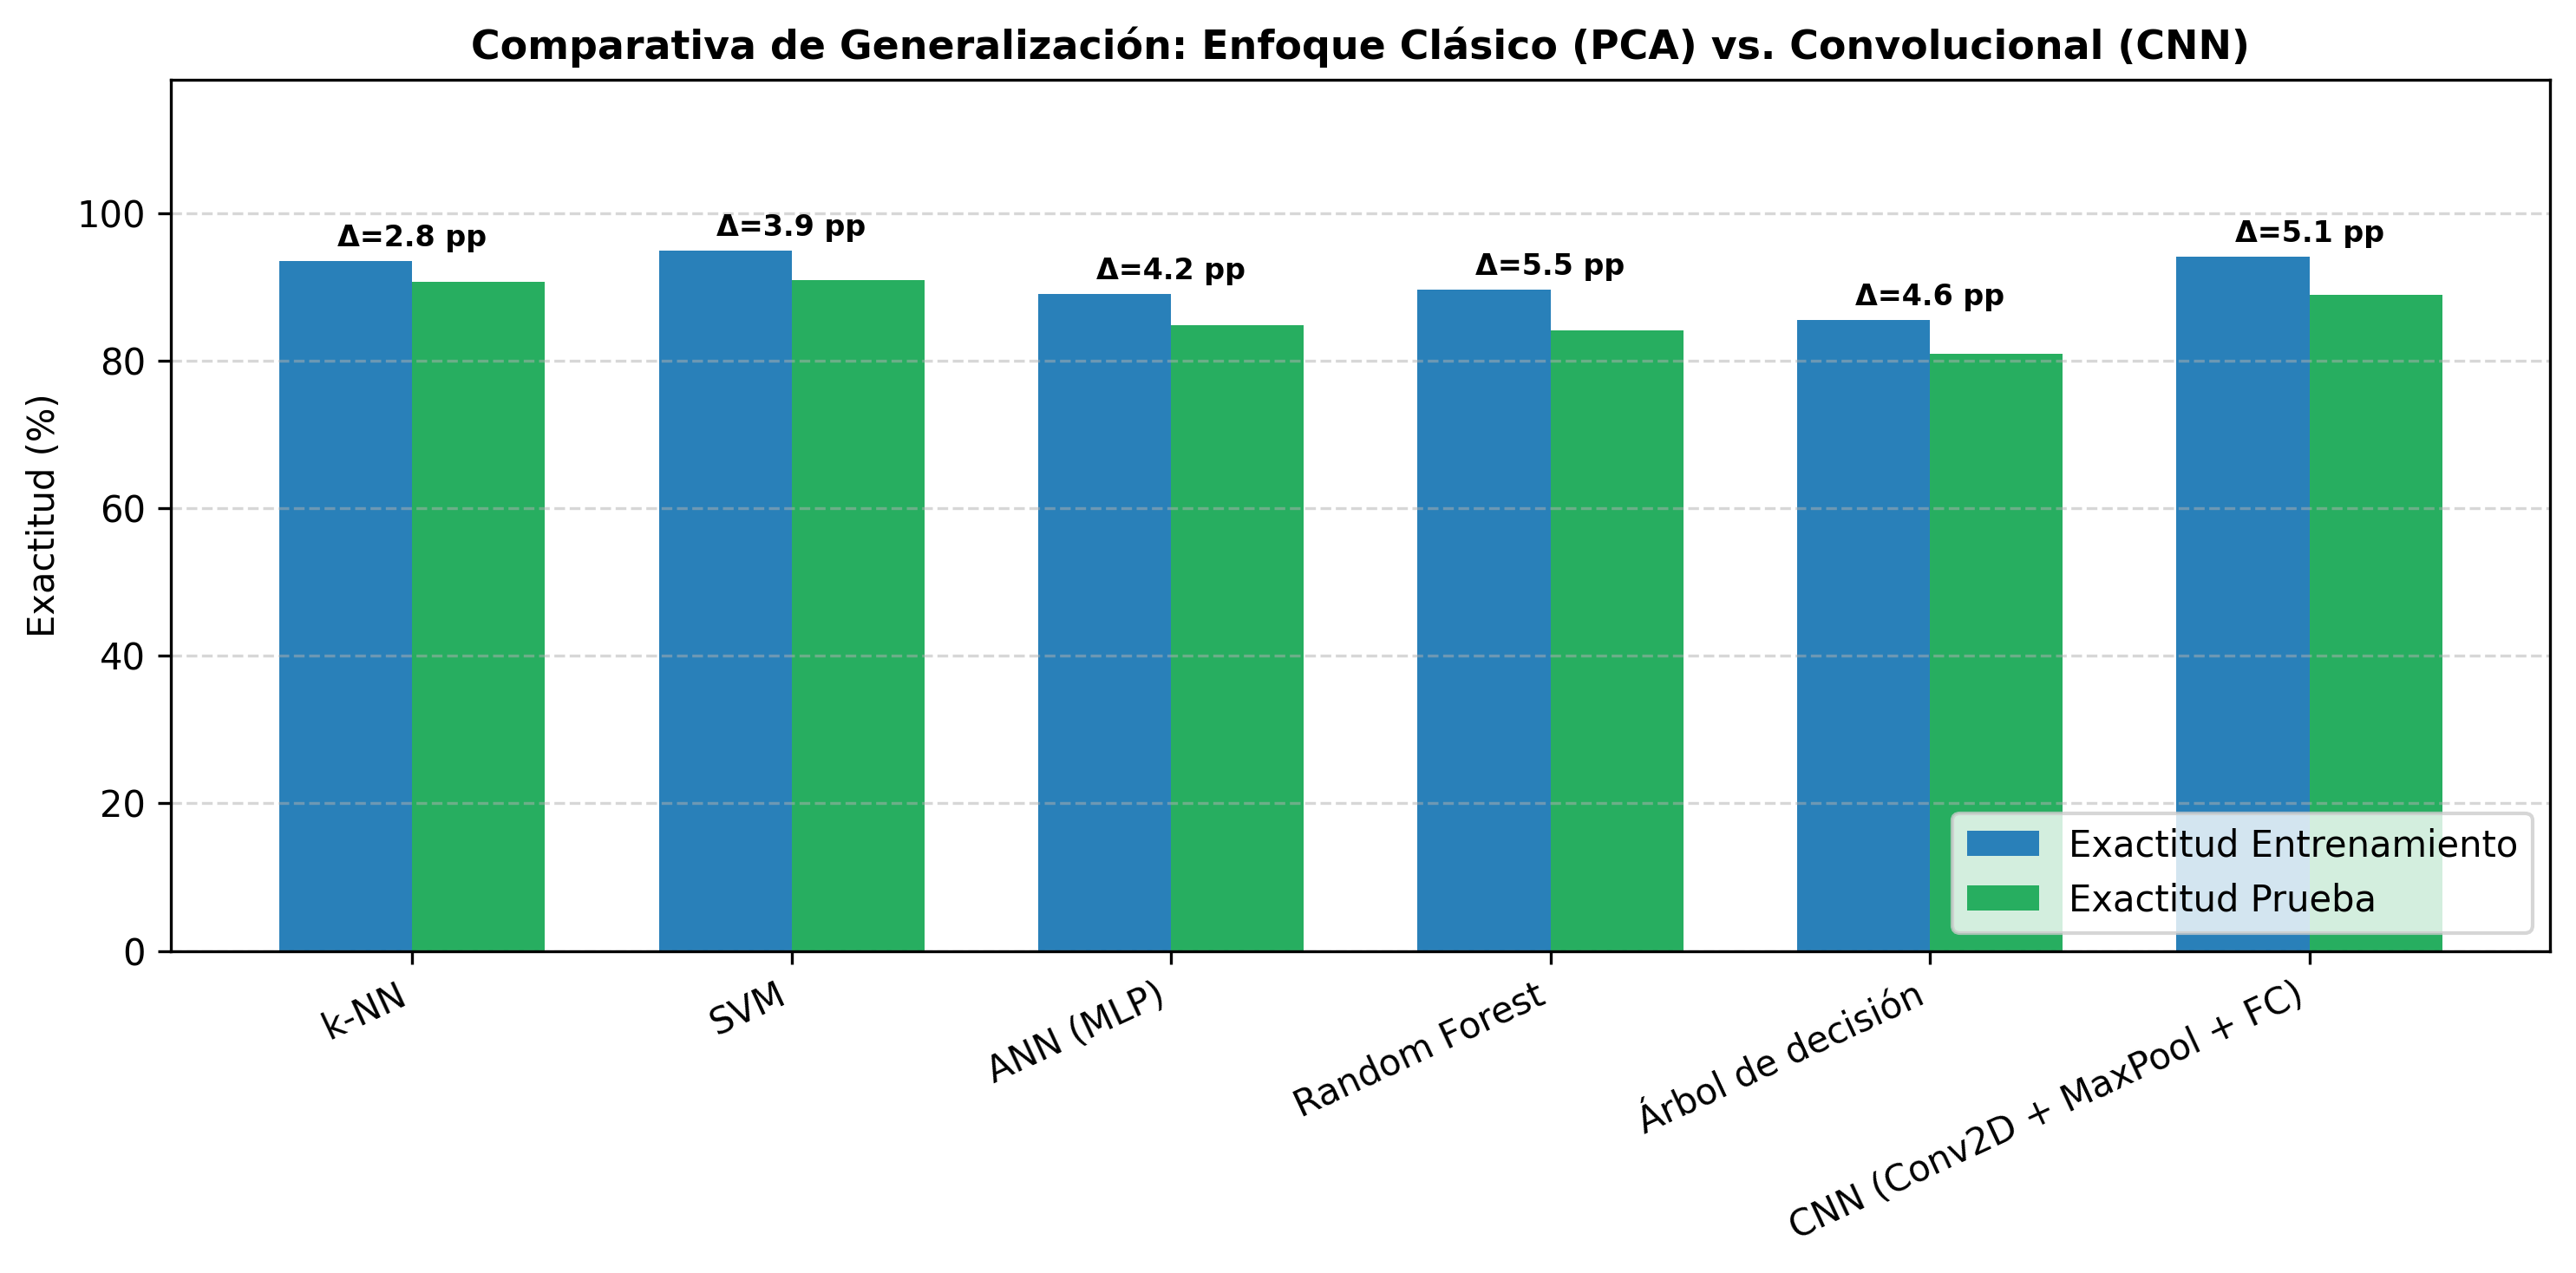 Comparativa de Generalización: Enfoque Clásico (PCA) vs. Convolucional (CNN)
Exactitud (%)
100
80
60
40
20
0
Δ=2.8 pp
Δ=3.9 pp
Δ=4.2 pp
Δ=5.5 pp
Δ=4.6 pp
Δ=5.1 pp
Exactitud Entrenamiento
Exactitud Prueba
k-NN
SVM
ANN (MLP)
Random Forest
Árbol de decisión
CNN (Conv2D + MaxPool + FC)